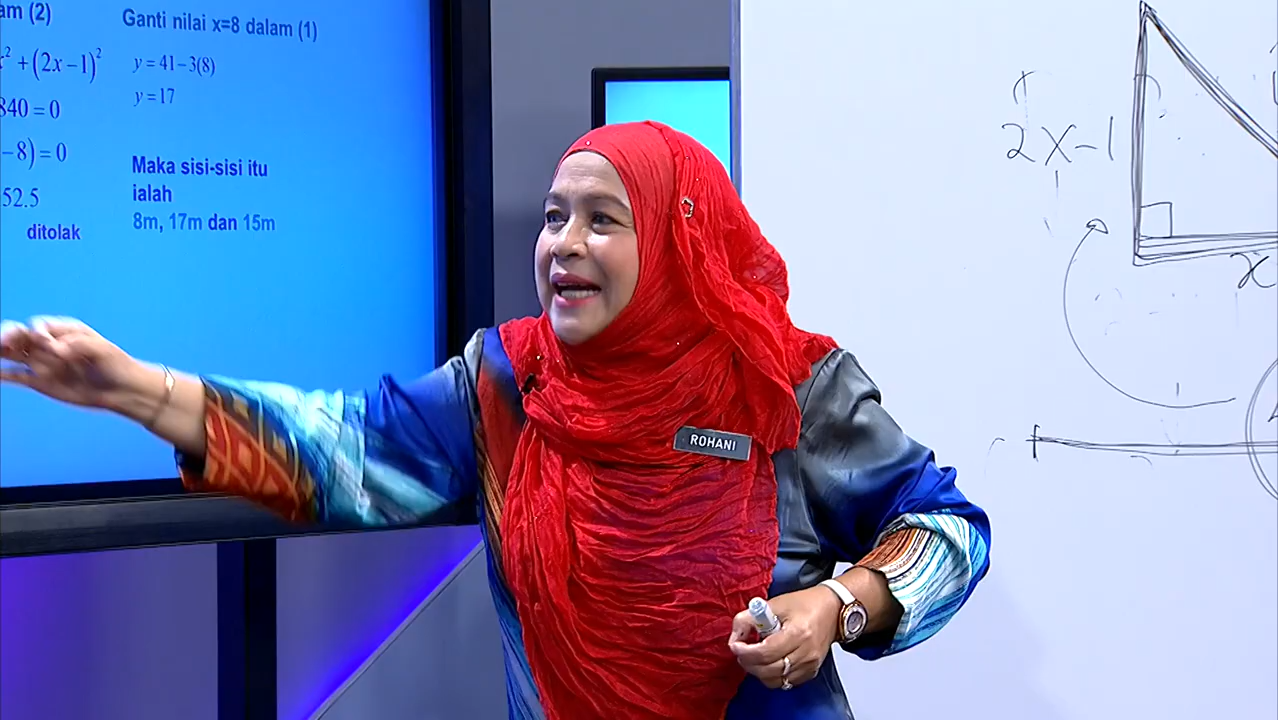 am (2)
x² + (2x − 1)²
840 = 0
− 8) = 0
52.5
ditolak
Ganti nilai x=8 dalam (1)
y = 41 − 3(8)
y = 17
Maka sisi-sisi itu
ialah
8m, 17m dan 15m
ROHANI
2x-1
x